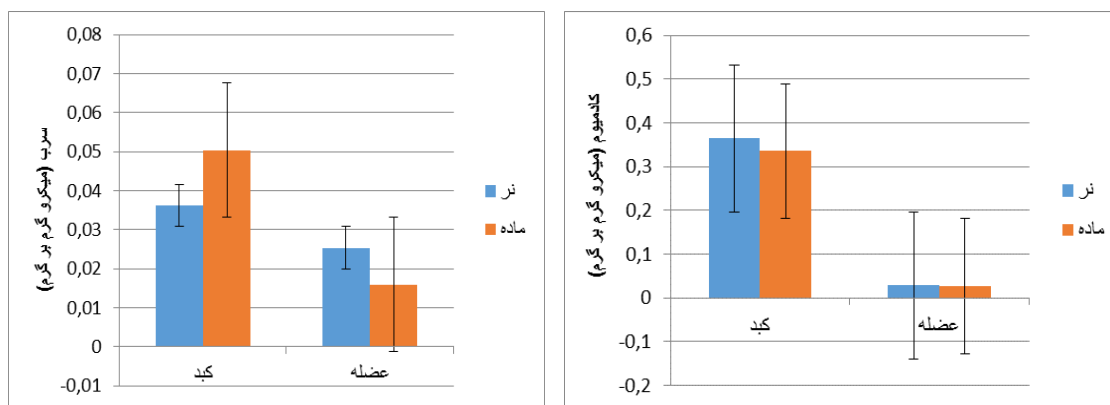 0,08
0,07
0,06
0,05
0,04
0,03
0,02
0,01
0
-0,01
سرب (میکرو گرم بر گرم)
کبد
عضله
نر
ماده
0,6
0,5
0,4
0,3
0,2
0,1
0
-0,1
-0,2
کادمیوم (میکرو گرم بر گرم)
کبد
عضله
نر
ماده